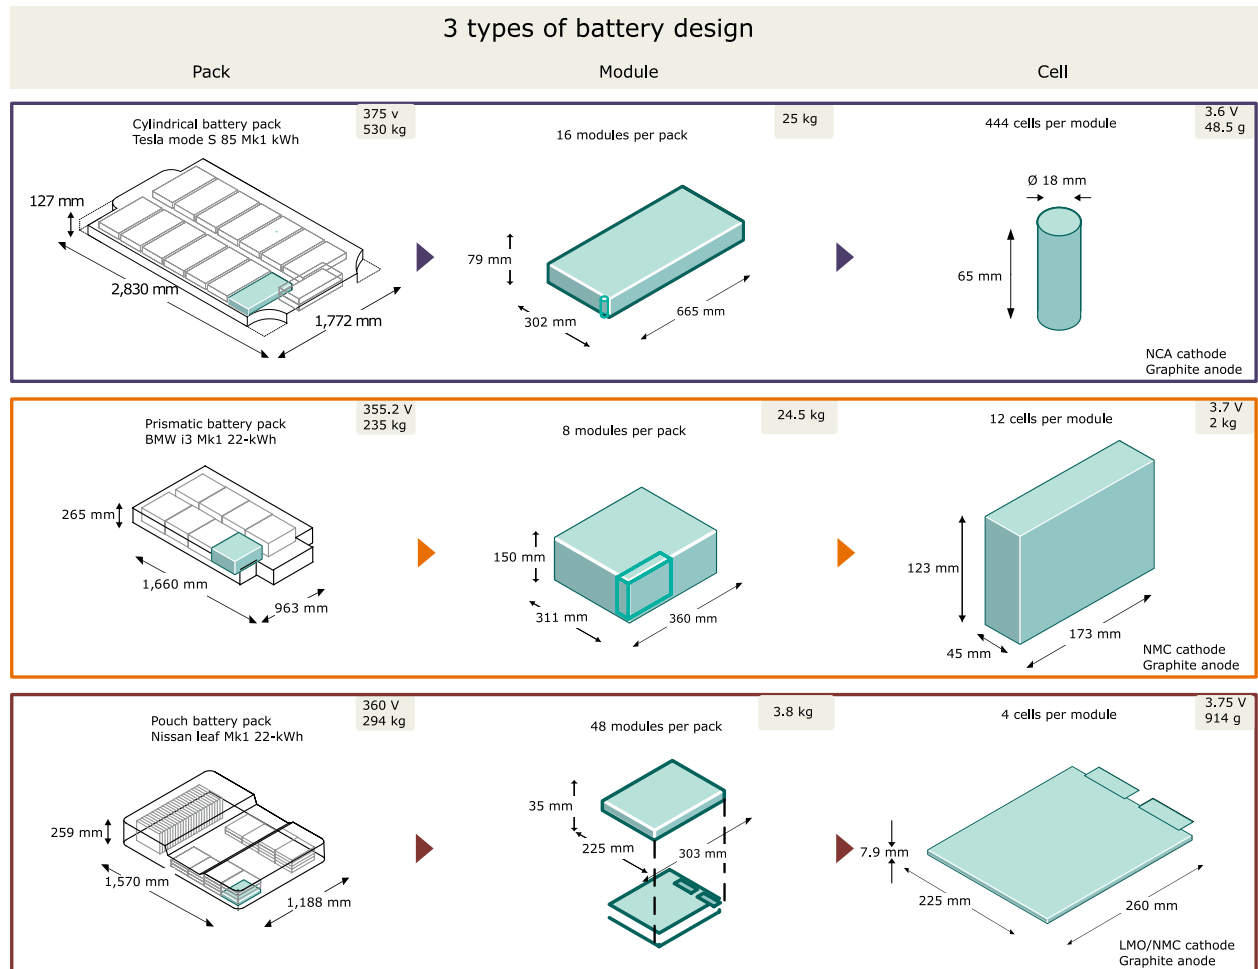 3 types of battery design
Pack
Module
Cell
Cylindrical battery pack
Tesla mode S 85 Mk1 kWh
375 v
530 kg
127 mm
2,830 mm
1,772 mm
16 modules per pack
25 kg
79 mm
302 mm
665 mm
444 cells per module
3.6 V
48.5 g
Ø 18 mm
65 mm
NCA cathode
Graphite anode
Prismatic battery pack
BMW i3 Mk1 22-kWh
355.2 V
235 kg
265 mm
1,660 mm
963 mm
8 modules per pack
24.5 kg
150 mm
311 mm
360 mm
12 cells per module
3.7 V
2 kg
123 mm
45 mm
173 mm
NMC cathode
Graphite anode
Pouch battery pack
Nissan leaf Mk1 22-kWh
360 V
294 kg
259 mm
1,570 mm
1,188 mm
48 modules per pack
3.8 kg
35 mm
225 mm
303 mm
4 cells per module
3.75 V
914 g
7.9 mm
225 mm
260 mm
LMO/NMC cathode
Graphite anode